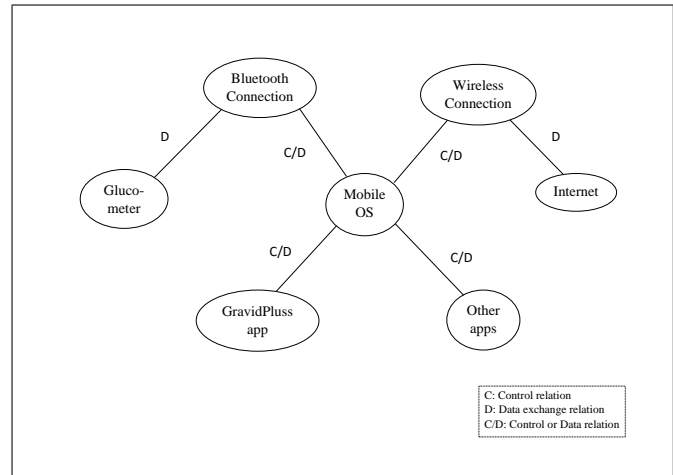 Bluetooth
Connection
Wireless
Connection
D
C/D
C/D
D
Gluco-
meter
Mobile
OS
Internet
C/D
C/D
GravidPluss
app
Other
apps
C: Control relation
D: Data exchange relation
C/D: Control or Data relation